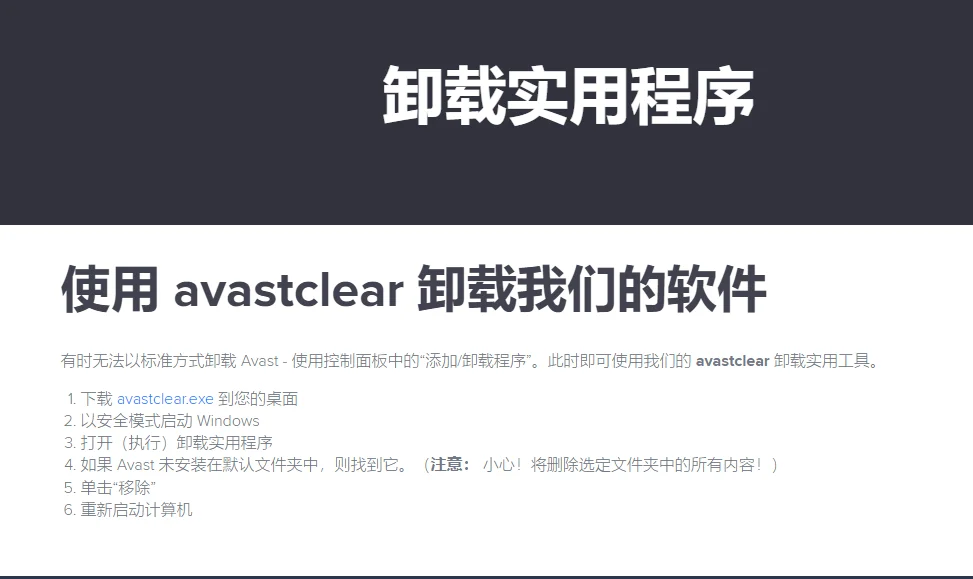 卸载实用程序
使用 avastclear 卸载我们的软件
有时无法以标准方式卸载 Avast - 使用控制面板中的“添加/卸载程序”。此时即可使用我们的 avastclear 卸载实用工具。
1. 下载 avastclear.exe 到您的桌面
2. 以安全模式启动 Windows
3. 打开（执行）卸载实用程序
4. 如果 Avast 未安装在默认文件夹中，则找到它。（注意： 小心！将删除选定文件夹中的所有内容！）
5. 单击“移除”
6. 重新启动计算机